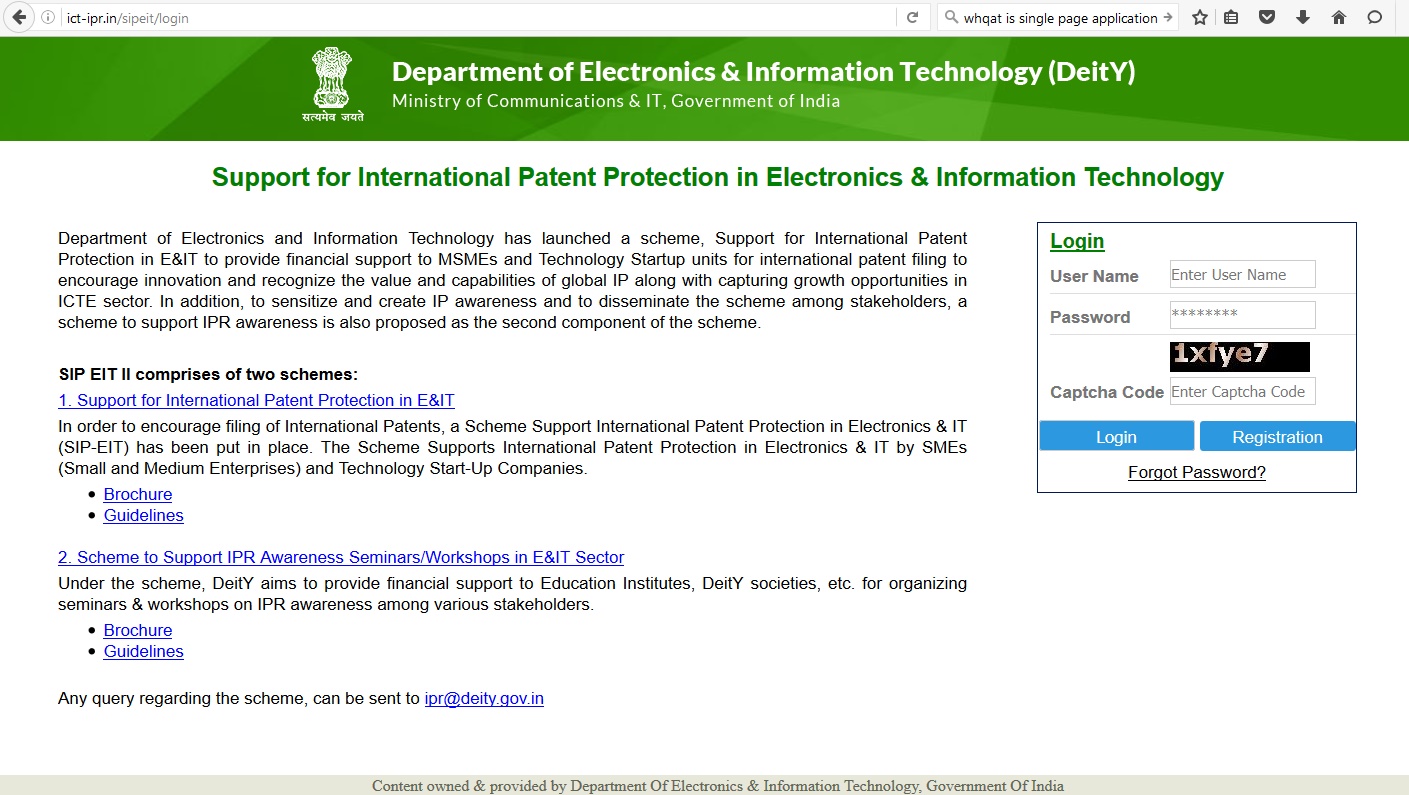 ict-ipr.in/sipeit/login
whqat is single page application
Department of Electronics & Information Technology (DeitY)
Ministry of Communications & IT, Government of India
सत्यमेव जयते
Support for International Patent Protection in Electronics & Information Technology
Department of Electronics and Information Technology has launched a scheme, Support for International Patent
Protection in E&IT to provide financial support to MSMEs and Technology Startup units for international patent filing to
encourage innovation and recognize the value and capabilities of global IP along with capturing growth opportunities in
ICTE sector. In addition, to sensitize and create IP awareness and to disseminate the scheme among stakeholders, a
scheme to support IPR awareness is also proposed as the second component of the scheme.
SIP EIT II comprises of two schemes:
1. Support for International Patent Protection in E&IT
In order to encourage filing of International Patents, a Scheme Support International Patent Protection in Electronics & IT
(SIP-EIT) has been put in place. The Scheme Supports International Patent Protection in Electronics & IT by SMEs
(Small and Medium Enterprises) and Technology Start-Up Companies.
• Brochure
• Guidelines
2. Scheme to Support IPR Awareness Seminars/Workshops in E&IT Sector
Under the scheme, DeitY aims to provide financial support to Education Institutes, DeitY societies, etc. for organizing
seminars & workshops on IPR awareness among various stakeholders.
• Brochure
• Guidelines
Any query regarding the scheme, can be sent to ipr@deity.gov.in
Login
User Name Enter User Name
Password ********
1xfye7
Captcha Code Enter Captcha Code
Login Registration
Forgot Password?
Content owned & provided by Department Of Electronics & Information Technology, Government Of India